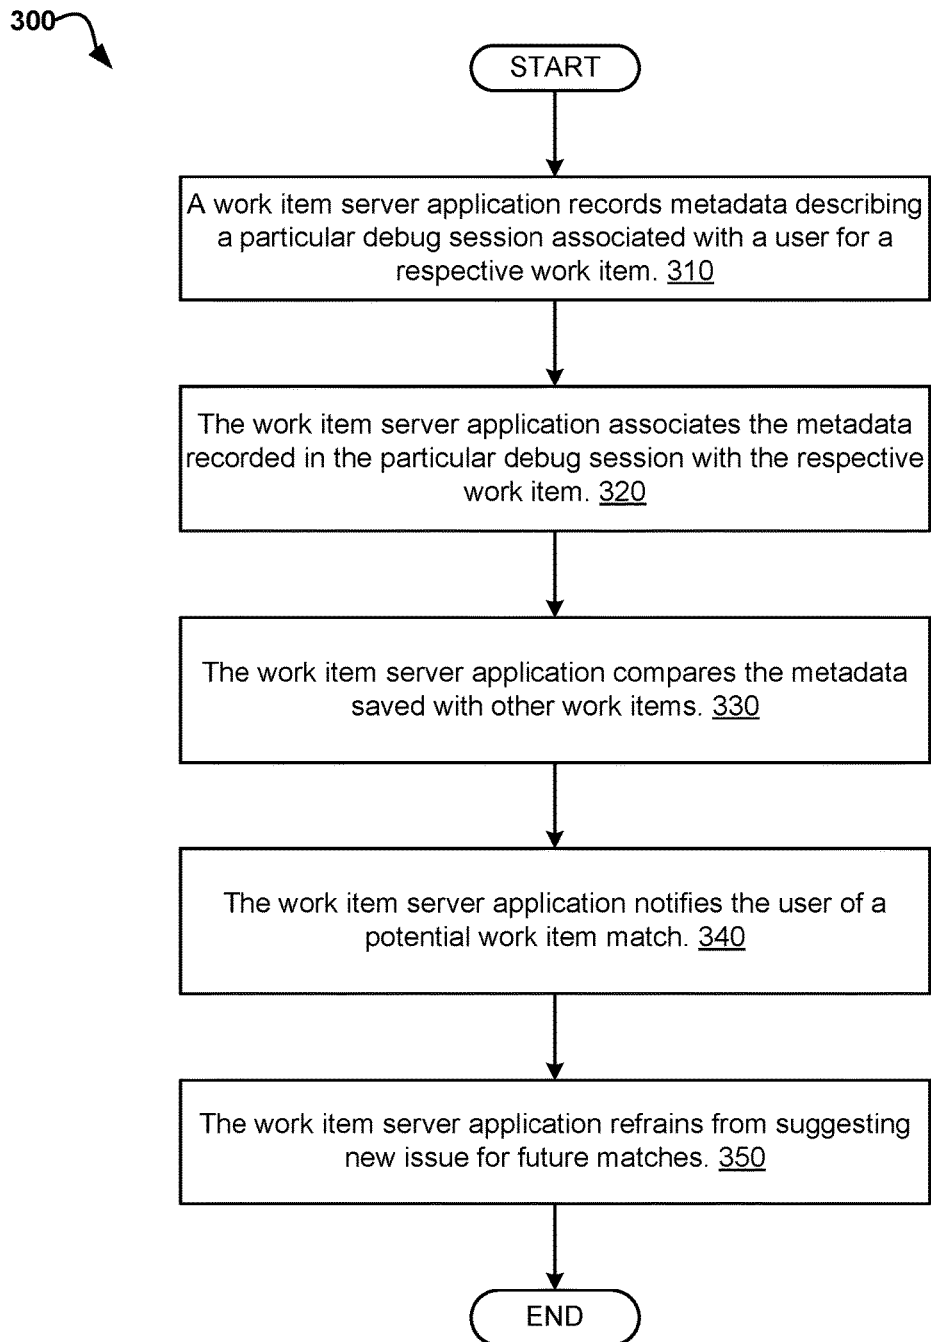 300
START
A work item server application records metadata describing
a particular debug session associated with a user for a
respective work item. 310
The work item server application associates the metadata
recorded in the particular debug session with the respective
work item. 320
The work item server application compares the metadata
saved with other work items. 330
The work item server application notifies the user of a
potential work item match. 340
The work item server application refrains from suggesting
new issue for future matches. 350
END